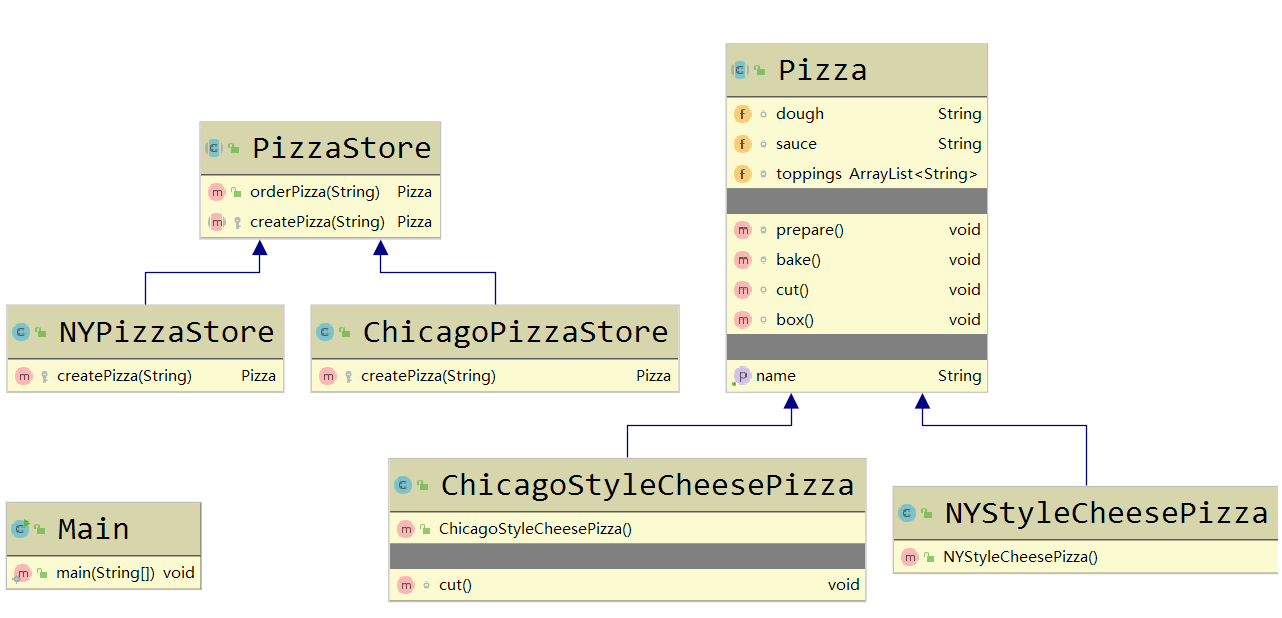 Pizza
dough String
sauce String
toppings ArrayList<String>
prepare() void
bake() void
cut() void
box() void
name String
PizzaStore
orderPizza(String) Pizza
createPizza(String) Pizza
NYPizzaStore
createPizza(String) Pizza
ChicagoPizzaStore
createPizza(String) Pizza
ChicagoStyleCheesePizza
ChicagoStyleCheesePizza()
cut() void
NYStyleCheesePizza
NYStyleCheesePizza()
Main
main(String[]) void